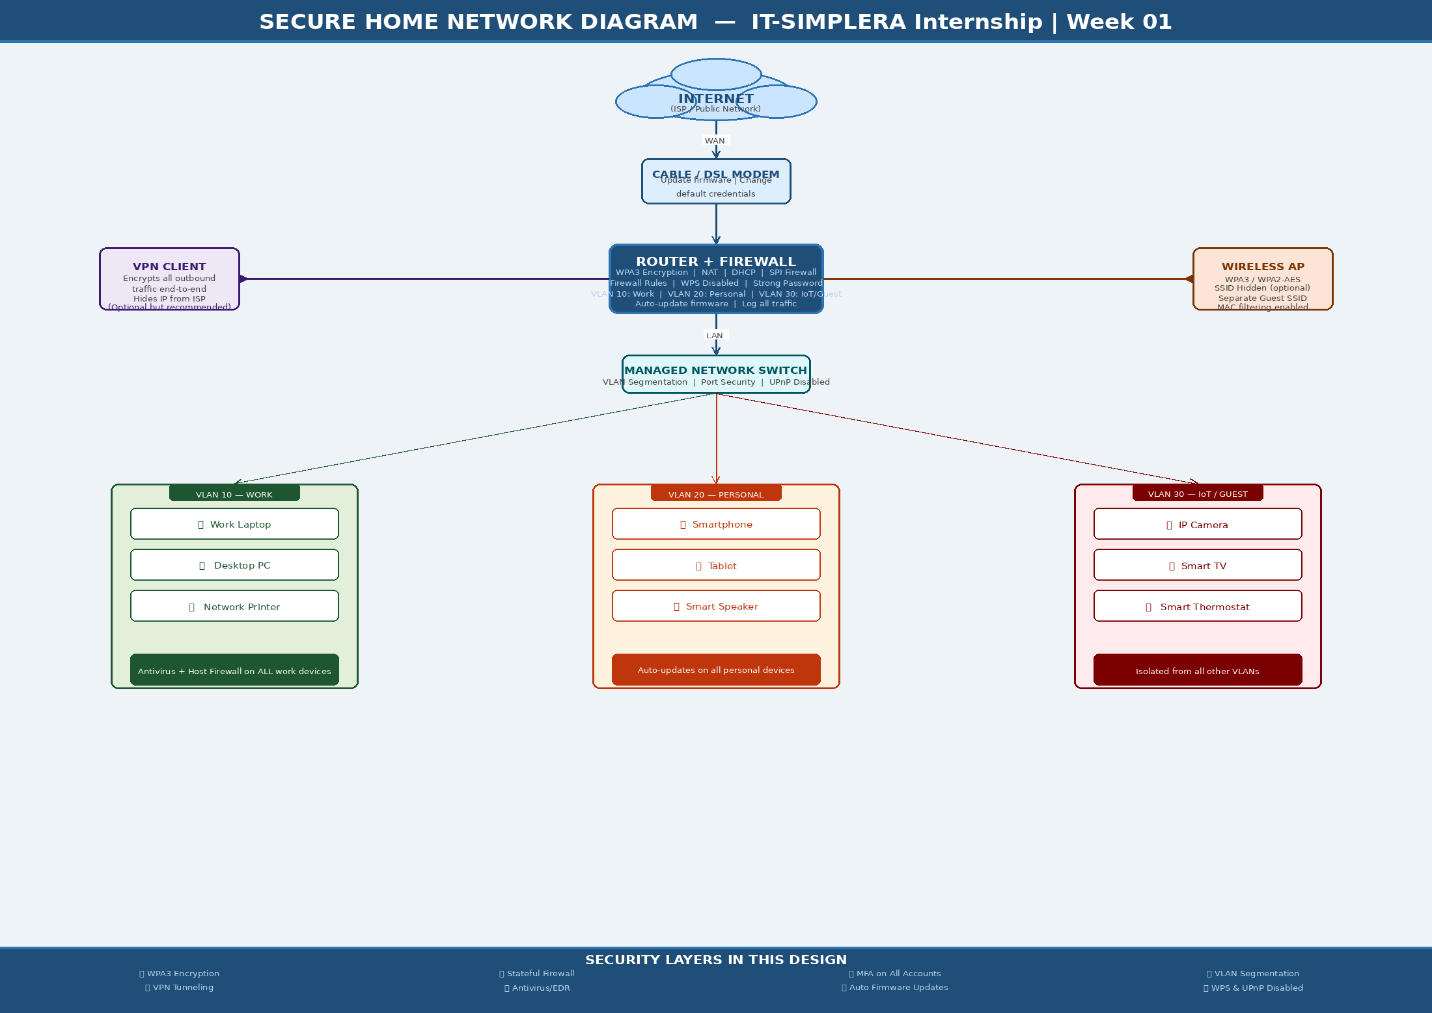 SECURE HOME NETWORK DIAGRAM — IT-SIMPLERA Internship | Week 01
INTERNET
(ISP / Public Network)
WAN
CABLE / DSL MODEM
Update firmware | Change
default credentials
VPN CLIENT
Encrypts all outbound
traffic end-to-end
Hides IP from ISP
(Optional but recommended)
ROUTER + FIREWALL
WPA3 Encryption | NAT | DHCP | SPI Firewall
Firewall Rules | WPS Disabled | Strong Password
VLAN 10: Work | VLAN 20: Personal | VLAN 30: IoT/Guest
Auto-update firmware | Log all traffic
WIRELESS AP
WPA3 / WPA2-AES
SSID Hidden (optional)
Separate Guest SSID
MAC filtering enabled
LAN
MANAGED NETWORK SWITCH
VLAN Segmentation | Port Security | UPnP Disabled
VLAN 10 — WORK
Work Laptop
Desktop PC
Network Printer
Antivirus + Host Firewall on ALL work devices
VLAN 20 — PERSONAL
Smartphone
Tablet
Smart Speaker
Auto-updates on all personal devices
VLAN 30 — IoT / GUEST
IP Camera
Smart TV
Smart Thermostat
Isolated from all other VLANs
SECURITY LAYERS IN THIS DESIGN
WPA3 Encryption
Stateful Firewall
MFA on All Accounts
VLAN Segmentation
VPN Tunneling
Antivirus/EDR
Auto Firmware Updates
WPS & UPnP Disabled